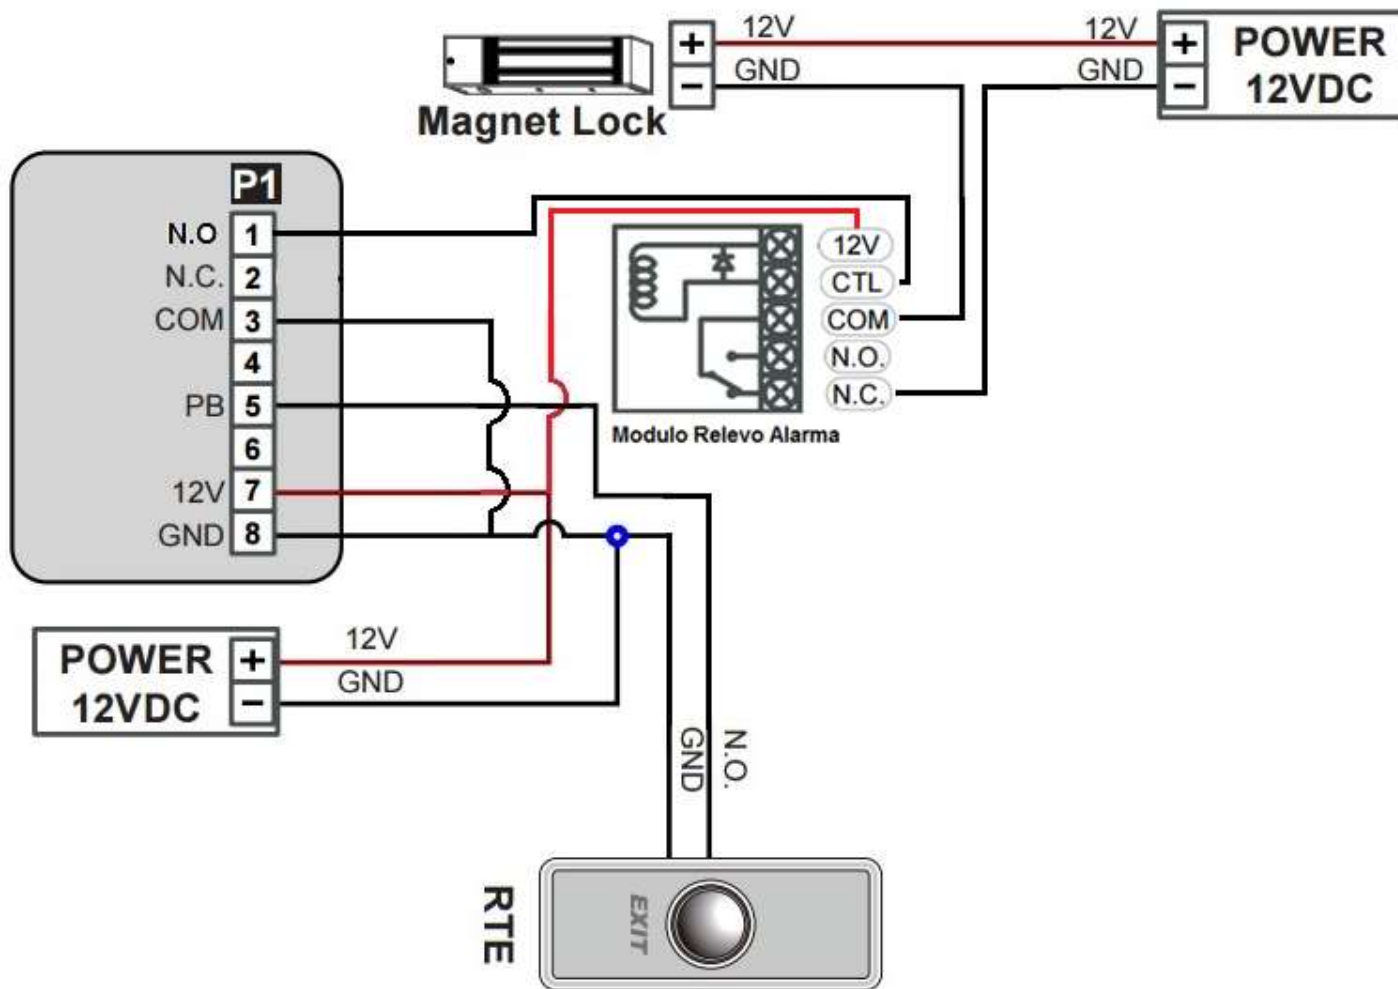 12V
12V
+
+
POWER
GND
GND
12VDC
−
−
Magnet Lock
P1
N.O
1
N.C.
2
COM
3
4
PB
5
6
12V
7
GND
8
12V
CTL
COM
N.O.
N.C.
Modulo Relevo Alarma
POWER
12VDC
+
12V
−
GND
GND
N.O.
RTE
EXIT